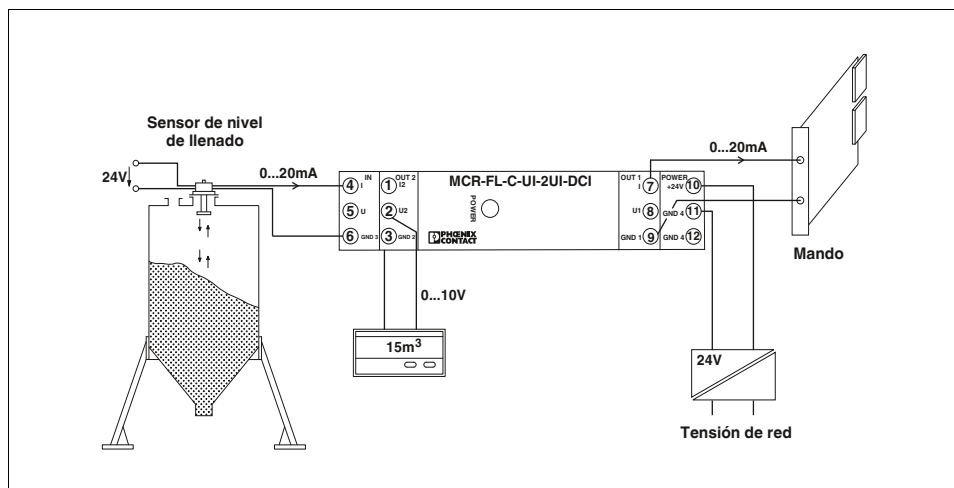 Sensor de nivel
de llenado
24V
0...20mA
IN
4 I
5 U
6 GND 3
OUT 2
1 I2
2 U2
3 GND 2
MCR-FL-C-UI-2UI-DCI
POWER
PHŒNIX
CONTACT
OUT 1
I 7
U1 8
GND 1 9
POWER
+24V 10
GND 4 11
GND 4 12
0...20mA
Mando
0...10V
15m³
24V
Tensión de red